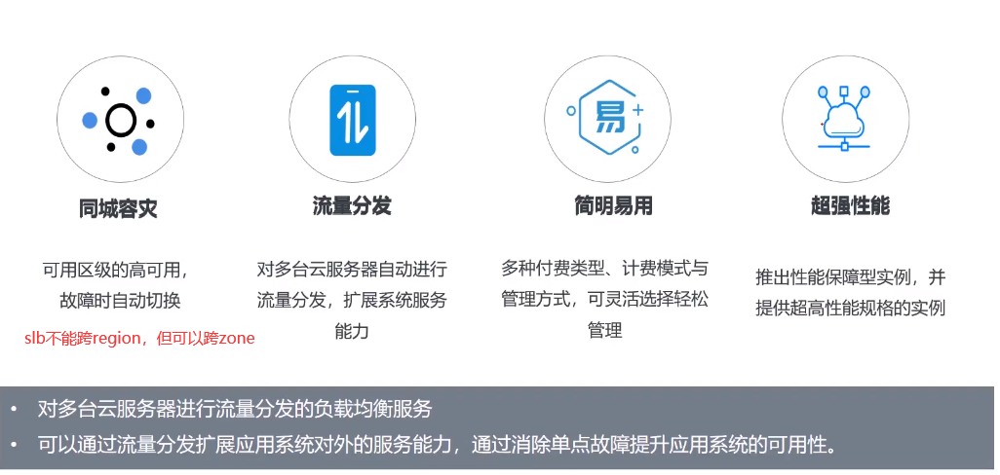 易
同城容灾
可用区级的高可用，
故障时自动切换
slb不能跨region，但可以跨zone
流量分发
对多台云服务器自动进行
流量分发，扩展系统服务
能力
简明易用
多种付费类型、计费模式与
管理方式，可灵活选择轻松
管理
超强性能
推出性能保障型实例，并
提供超高性能规格的实例
• 对多台云服务器进行流量分发的负载均衡服务
• 可以通过流量分发扩展应用系统对外的服务能力，通过消除单点故障提升应用系统的可用性。